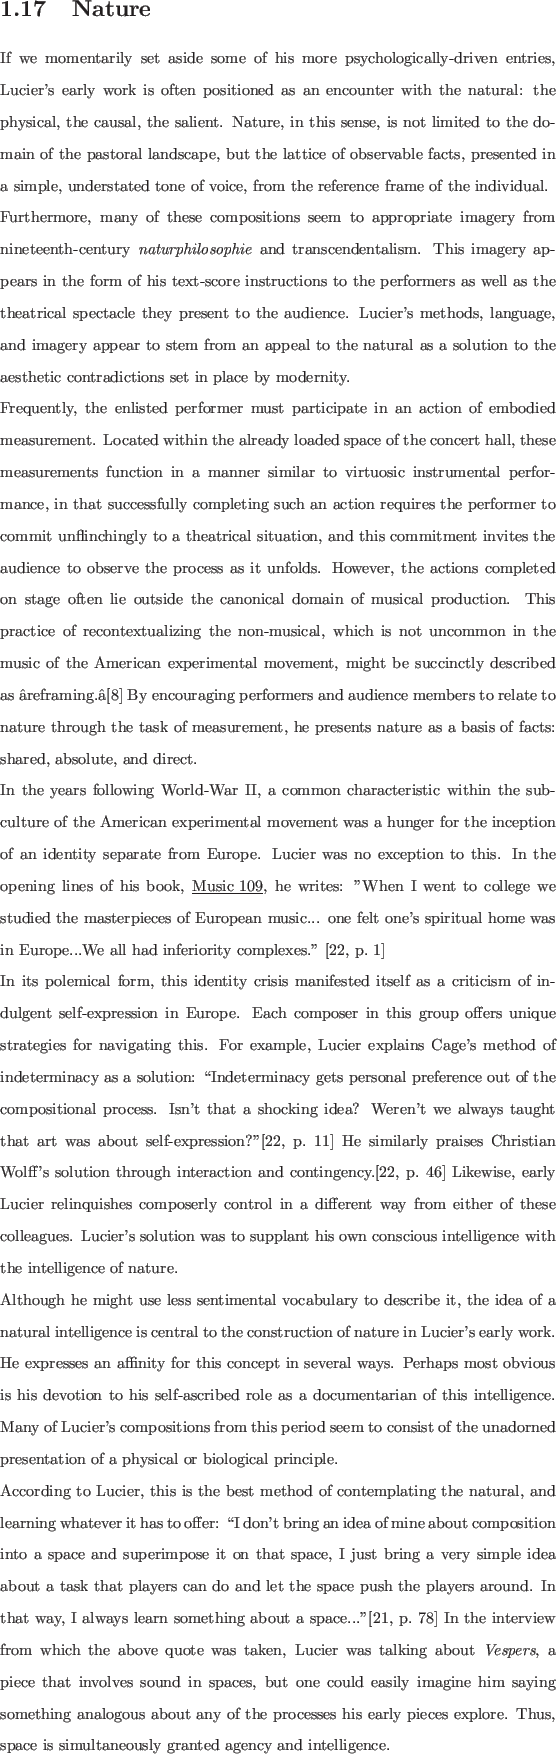 1.17 Nature
If we momentarily set aside some of his more psychologically-driven entries,
Lucier's early work is often positioned as an encounter with the natural: the
physical, the causal, the salient. Nature, in this sense, is not limited to the do-
main of the pastoral landscape, but the lattice of observable facts, presented in
a simple, understated tone of voice, from the reference frame of the individual.
Furthermore, many of these compositions seem to appropriate imagery from
nineteenth-century naturphilosophie and transcendentalism. This imagery ap-
pears in the form of his text-score instructions to the performers as well as the
theatrical spectacle they present to the audience. Lucier's methods, language,
and imagery appear to stem from an appeal to the natural as a solution to the
aesthetic contradictions set in place by modernity.
Frequently, the enlisted performer must participate in an action of embodied
measurement. Located within the already loaded space of the concert hall, these
measurements function in a manner similar to virtuosic instrumental perfor-
mance, in that successfully completing such an action requires the performer to
commit unflinchingly to a theatrical situation, and this commitment invites the
audience to observe the process as it unfolds. However, the actions completed
on stage often lie outside the canonical domain of musical production. This
practice of recontextualizing the non-musical, which is not uncommon in the
music of the American experimental movement, might be succinctly described
as âreframing.â[8] By encouraging performers and audience members to relate to
nature through the task of measurement, he presents nature as a basis of facts:
shared, absolute, and direct.
In the years following World-War II, a common characteristic within the sub-
culture of the American experimental movement was a hunger for the inception
of an identity separate from Europe. Lucier was no exception to this. In the
opening lines of his book, Music 109, he writes: ”When I went to college we
studied the masterpieces of European music... one felt one's spiritual home was
in Europe...We all had inferiority complexes.” [22, p. 1]
In its polemical form, this identity crisis manifested itself as a criticism of in-
dulgent self-expression in Europe. Each composer in this group offers unique
strategies for navigating this. For example, Lucier explains Cage's method of
indeterminacy as a solution: “Indeterminacy gets personal preference out of the
compositional process. Isn't that a shocking idea? Weren't we always taught
that art was about self-expression?”[22, p. 11] He similarly praises Christian
Wolff's solution through interaction and contingency.[22, p. 46] Likewise, early
Lucier relinquishes composerly control in a different way from either of these
colleagues. Lucier's solution was to supplant his own conscious intelligence with
the intelligence of nature.
Although he might use less sentimental vocabulary to describe it, the idea of a
natural intelligence is central to the construction of nature in Lucier's early work.
He expresses an affinity for this concept in several ways. Perhaps most obvious
is his devotion to his self-ascribed role as a documentarian of this intelligence.
Many of Lucier's compositions from this period seem to consist of the unadorned
presentation of a physical or biological principle.
According to Lucier, this is the best method of contemplating the natural, and
learning whatever it has to offer: “I don't bring an idea of mine about composition
into a space and superimpose it on that space, I just bring a very simple idea
about a task that players can do and let the space push the players around. In
that way, I always learn something about a space...”[21, p. 78] In the interview
from which the above quote was taken, Lucier was talking about Vespers, a
piece that involves sound in spaces, but one could easily imagine him saying
something analogous about any of the processes his early pieces explore. Thus,
space is simultaneously granted agency and intelligence.